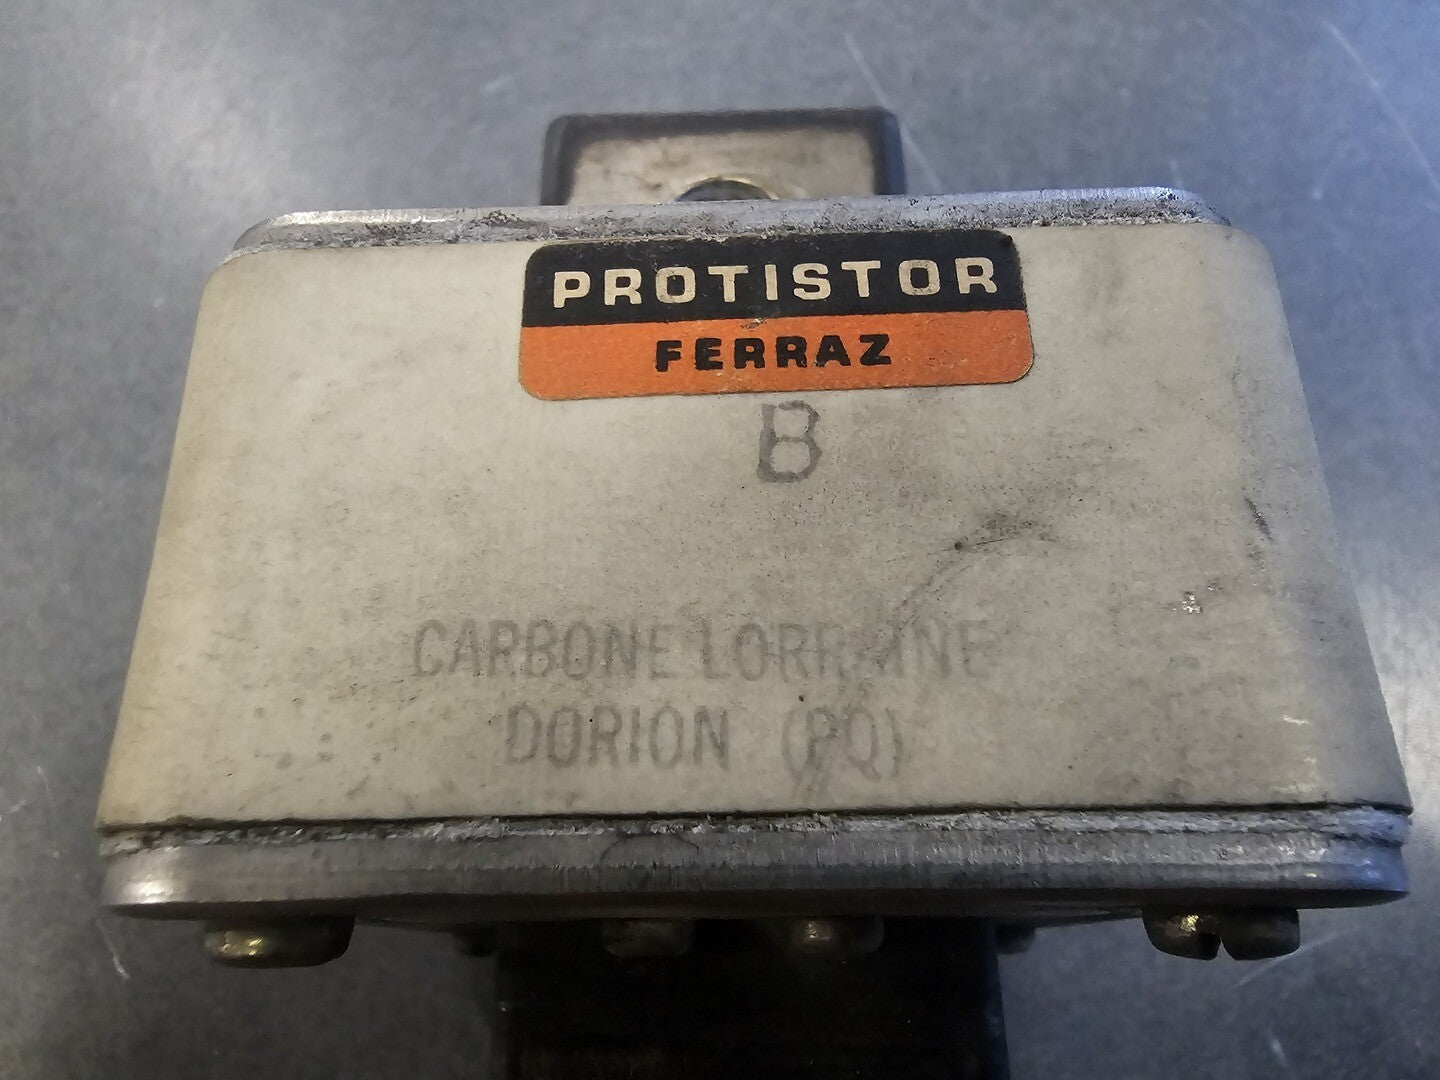 PROTISTOR
FERRAZ
B
CARBONE LORRAINE
DORION (PQ)